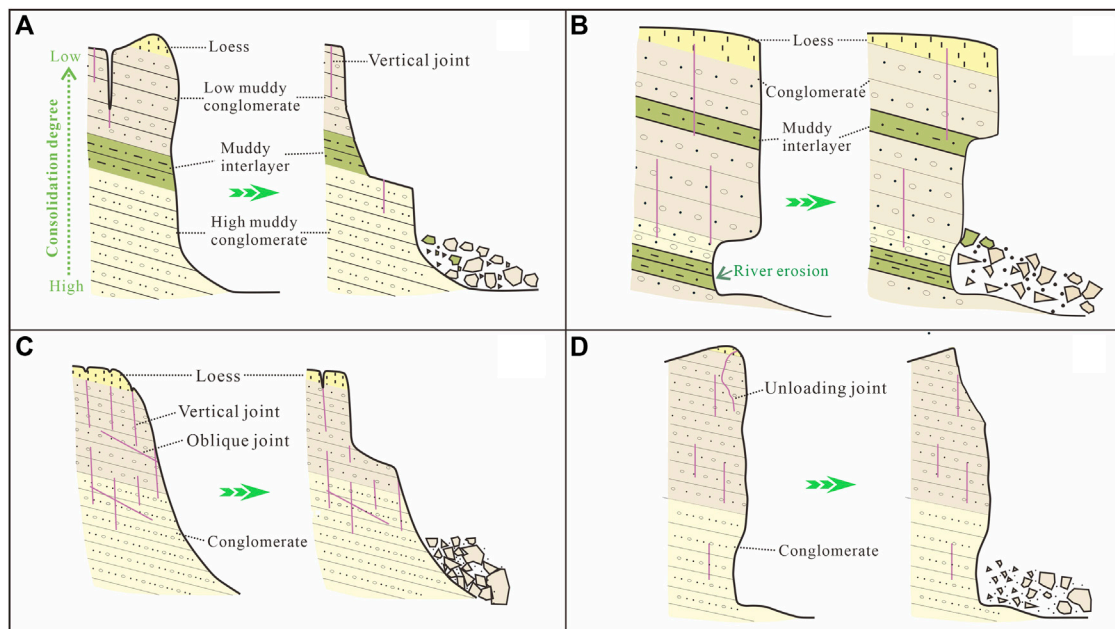 A
Low
Consolidation degree
High
Loess
Low muddy
conglomerate
Muddy
interlayer
High muddy
conglomerate
Vertical joint
B
Loess
Conglomerate
Muddy
interlayer
River erosion
C
Loess
Vertical joint
Oblique joint
Conglomerate
D
Unloading joint
Conglomerate